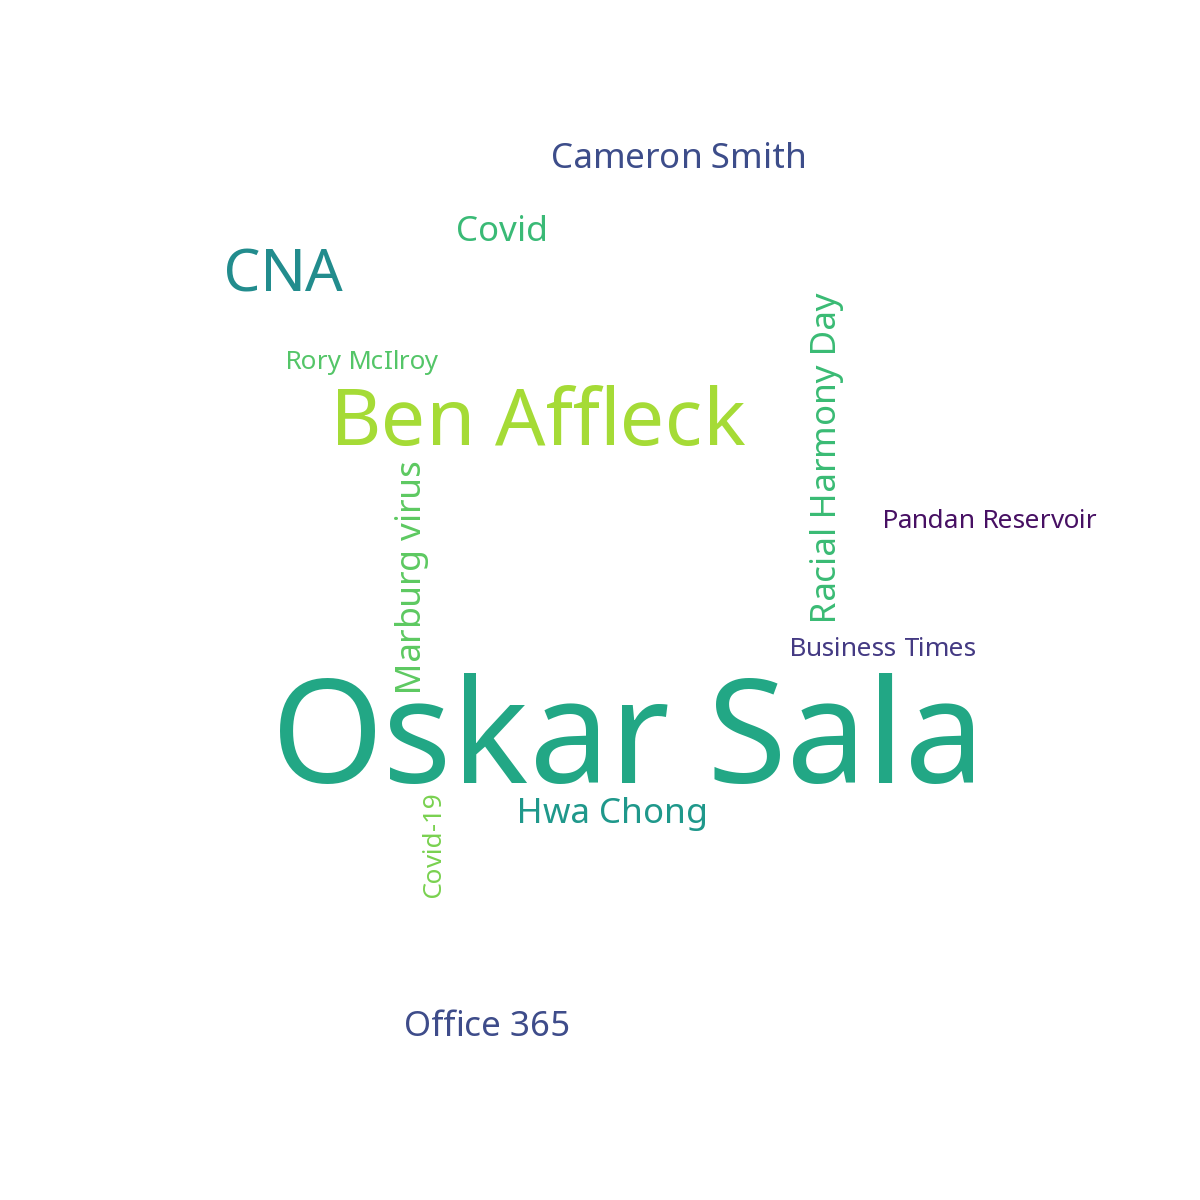 Cameron Smith
Covid
CNA
Rory McIlroy
Ben Affleck
Racial Harmony Day
Marburg virus
Pandan Reservoir
Business Times
Oskar Sala
Hwa Chong
Covid-19
Office 365